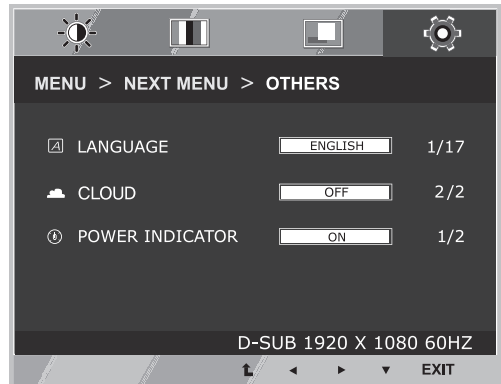 MENU > NEXT MENU > OTHERS
LANGUAGE ENGLISH 1/17
CLOUD OFF 2/2
POWER INDICATOR ON 1/2
D-SUB 1920 X 1080 60HZ
EXIT